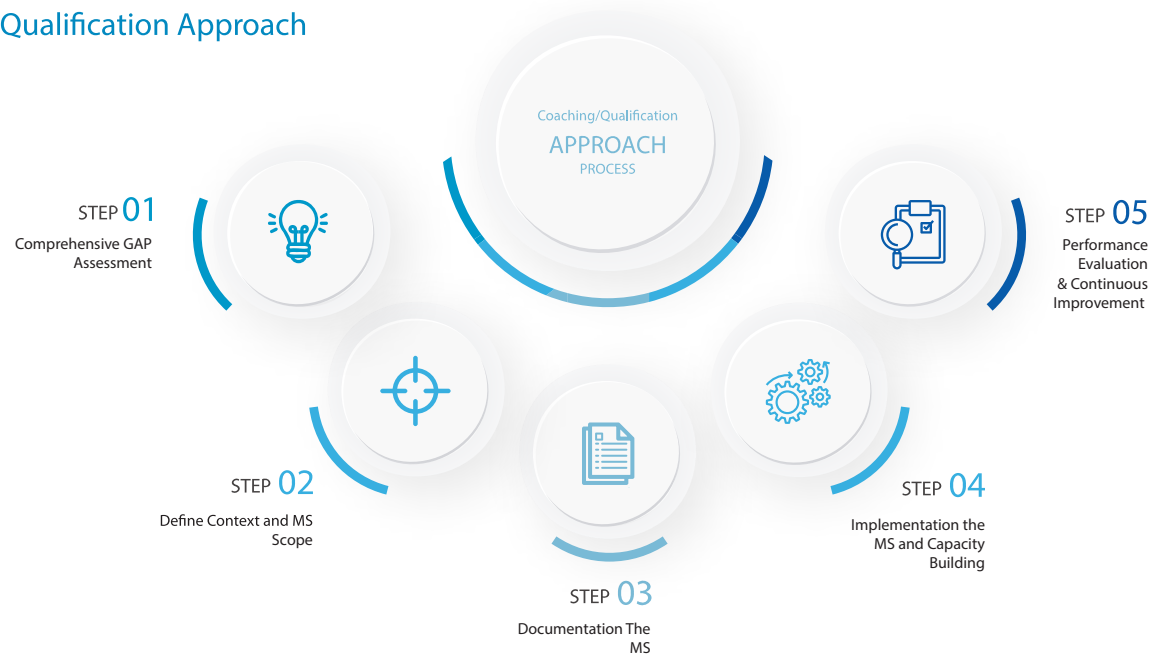 Qualification Approach
Coaching/Qualification
APPROACH
PROCESS
STEP 01
Comprehensive GAP
Assessment
STEP 02
Define Context and MS
Scope
STEP 03
Documentation The
MS
STEP 04
Implementation the
MS and Capacity
Building
STEP 05
Performance
Evaluation
& Continuous
Improvement